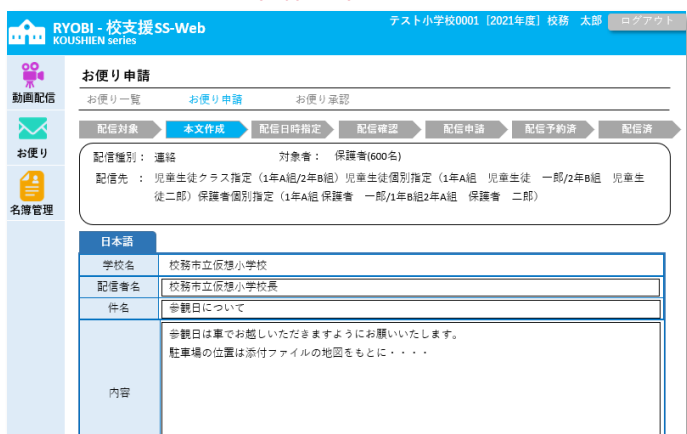 RYOBI - 校支援SS-Web
KOUSHIEN series
テスト小学校0001［2021年度］校務 太郎 ログアウト
動画配信
お便り
名簿管理
お便り申請
お便り一覧 お便り申請 お便り承認
配信対象 本文作成 配信日時指定 配信確認 配信申請 配信予約済 配信済
配信種別： 連絡 対象者： 保護者(600名)
配信先 ： 児童生徒クラス指定（1年A組/2年B組）児童生徒個別指定（1年A組 児童生徒 一郎/2年B組 児童生
徒二郎）保護者個別指定（1年A組 保護者 一郎/1年B組2年A組 保護者 二郎）
日本語
学校名 校務市立仮想小学校
配信者名 校務市立仮想小学校長
件名 参観日について
内容
参観日は車でお越しいただきますようにお願いいたします。
駐車場の位置は添付ファイルの地図をもとに・・・・